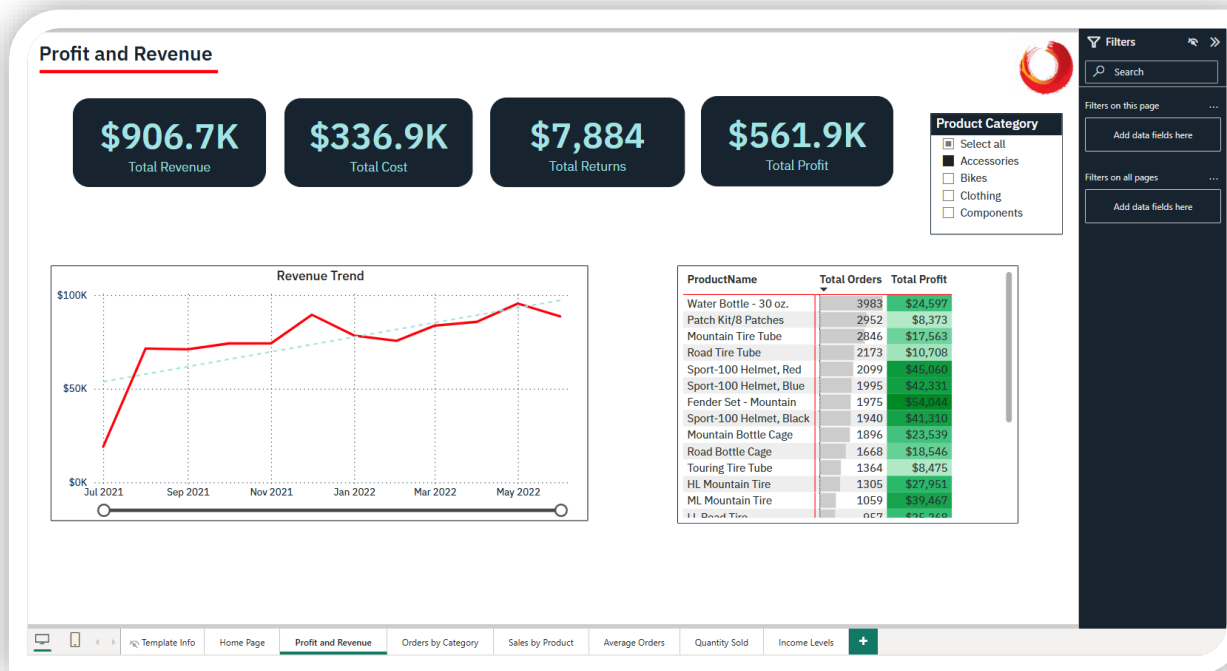 Profit and Revenue
$906.7K
Total Revenue
$336.9K
Total Cost
$7,884
Total Returns
$561.9K
Total Profit
Product Category
Select all
Accessories
Bikes
Clothing
Components
Filters
Search
Filters on this page
...
Add data fields here
Filters on all pages
...
Add data fields here
Revenue Trend
$100K
$50K
$0K
Jul 2021 Sep 2021 Nov 2021 Jan 2022 Mar 2022 May 2022
ProductName Total Orders Total Profit
Water Bottle - 30 oz. 3983 $24,597
Patch Kit/8 Patches 2952 $8,373
Mountain Tire Tube 2846 $17,563
Road Tire Tube 2173 $10,708
Sport-100 Helmet, Red 2099 $45,060
Sport-100 Helmet, Blue 1995 $42,331
Fender Set - Mountain 1975 $54,044
Sport-100 Helmet, Black 1940 $41,310
Mountain Bottle Cage 1896 $23,539
Road Bottle Cage 1668 $18,546
Touring Tire Tube 1364 $8,475
HL Mountain Tire 1305 $27,951
ML Mountain Tire 1059 $39,467
LL Road Tire 957 $25,268
Template Info Home Page Profit and Revenue Orders by Category Sales by Product Average Orders Quantity Sold Income Levels +